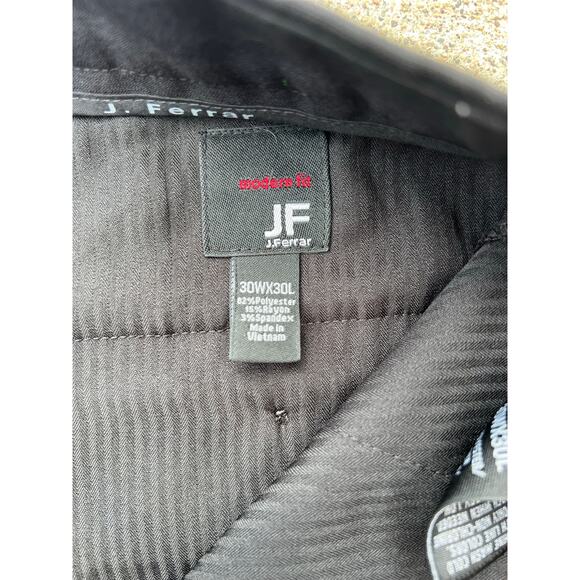 J. Ferrar
modern fit
JF
J.Ferrar
30WX30L
82%Polyester
15%Rayon
3%Spandex
Made in
Vietnam